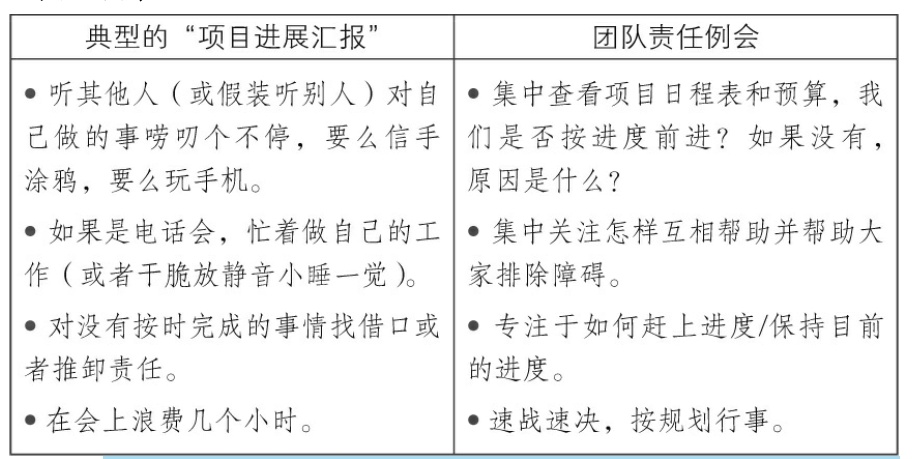 典型的“项目进展汇报”
团队责任例会
• 听其他人（或假装听别人）对自
己做的事唠叨个不停，要么信手
涂鸦，要么玩手机。
• 如果是电话会，忙着做自己的工
作（或者干脆放静音小睡一觉）。
• 对没有按时完成的事情找借口或
者推卸责任。
• 在会上浪费几个小时。
• 集中查看项目日程表和预算，我
们是否按进度前进？如果没有，
原因是什么？
• 集中关注怎样互相帮助并帮助大
家排除障碍。
• 专注于如何赶上进度/保持目前
的进度。
• 速战速决，按规划行事。